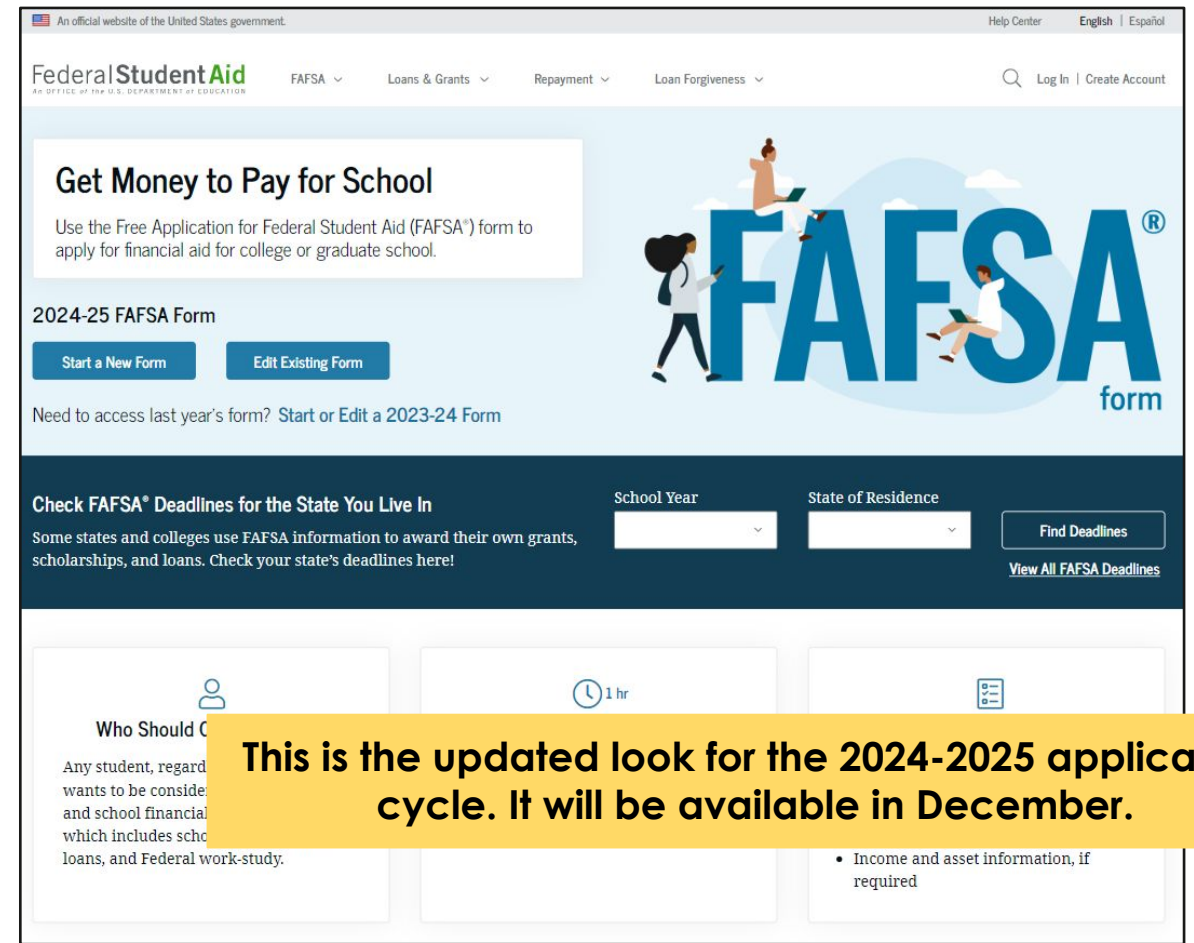 An official website of the United States government.
Help Center English | Español
Federal Student Aid
An OFFICE of the U.S. DEPARTMENT of EDUCATION
FAFSA Loans & Grants Repayment Loan Forgiveness
Log In | Create Account
Get Money to Pay for School
Use the Free Application for Federal Student Aid (FAFSA®) form to
apply for financial aid for college or graduate school.
FAFSA®
form
2024-25 FAFSA Form
Start a New Form Edit Existing Form
Need to access last year's form? Start or Edit a 2023-24 Form
Check FAFSA® Deadlines for the State You Live In
Some states and colleges use FAFSA information to award their own grants,
scholarships, and loans. Check your state's deadlines here!
School Year State of Residence
Find Deadlines
View All FAFSA Deadlines
Who Should
Any student,
wants to be
and school financial
which includes
loans, and Federal work-study.
1 hr
This is the updated look for the 2024-2025
cycle. It will be available in December.
• Income and asset information, if
required